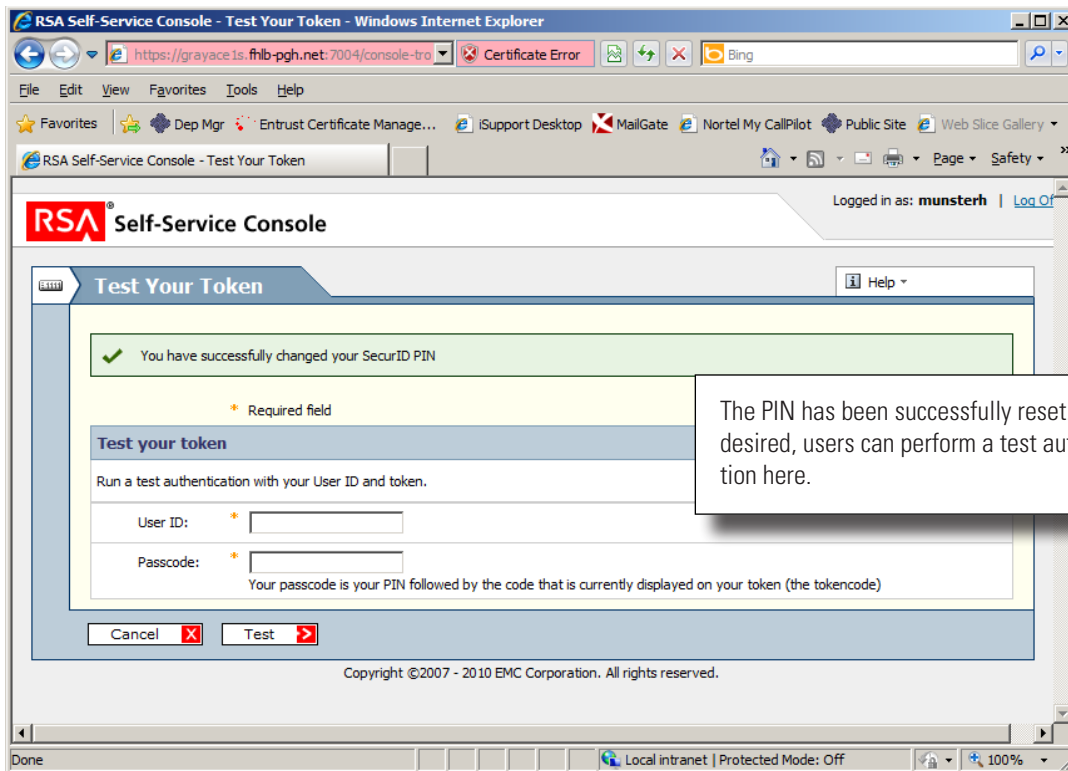 RSA Self-Service Console - Test Your Token - Windows Internet Explorer
https://grayace1s.fhlb-pgh.net:7004/console-tro
Certificate Error
Bing
File Edit View Favorites Tools Help
Favorites Dep Mgr Entrust Certificate Manage... iSupport Desktop MailGate Nortel My CallPilot Public Site Web Slice Gallery
RSA Self-Service Console - Test Your Token
Page Safety »
Logged in as: munsterh | Log Of
RSA® Self-Service Console
Test Your Token
Help
You have successfully changed your SecurID PIN
* Required field
The PIN has been successfully reset
desired, users can perform a test aut
tion here.
Test your token
Run a test authentication with your User ID and token.
User ID: *
Passcode: *
Your passcode is your PIN followed by the code that is currently displayed on your token (the tokencode)
Cancel X Test >
Copyright ©2007 - 2010 EMC Corporation. All rights reserved.
Done
Local intranet | Protected Mode: Off
100%